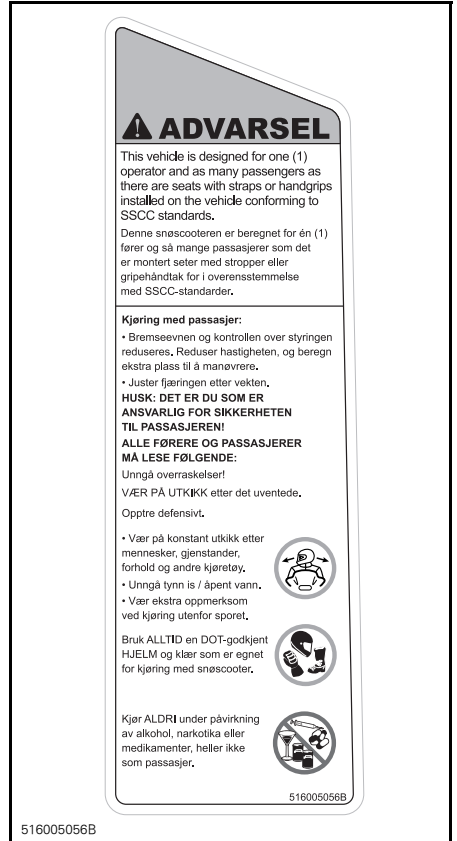 ADVARSEL
This vehicle is designed for one (1)
operator and as many passengers as
there are seats with straps or handgrips
installed on the vehicle conforming to
SSCC standards.
Denne snøscooteren er beregnet for én (1)
fører og så mange passasjerer som det
er montert seter med stropper eller
gripehåndtak for i overensstemmelse
med SSCC-standarder.
Kjøring med passasjer:
• Bremseevnen og kontrollen over styringen
reduseres. Reduser hastigheten, og beregn
ekstra plass til å manøvrere.
• Juster fjæringen etter vekten.
HUSK: DET ER DU SOM ER
ANSVARLIG FOR SIKKERHETEN
TIL PASSASJEREN!
ALLE FØRERE OG PASSASJERER
MÅ LESE FØLGENDE:
Unngå overraskelser!
VÆR PÅ UTKIKK etter det uventede.
Opptre defensivt.
• Vær på konstant utkikk etter
mennesker, gjenstander,
forhold og andre kjøretøy.
• Unngå tynn is / åpent vann.
• Vær ekstra oppmerksom
ved kjøring utenfor sporet.
Bruk ALLTID en DOT-godkjent
HJELM og klær som er egnet
for kjøring med snøscooter.
Kjør ALDRI under påvirkning
av alkohol, narkotika eller
medikamenter, heller ikke
som passasjer.
516005056B
516005056B